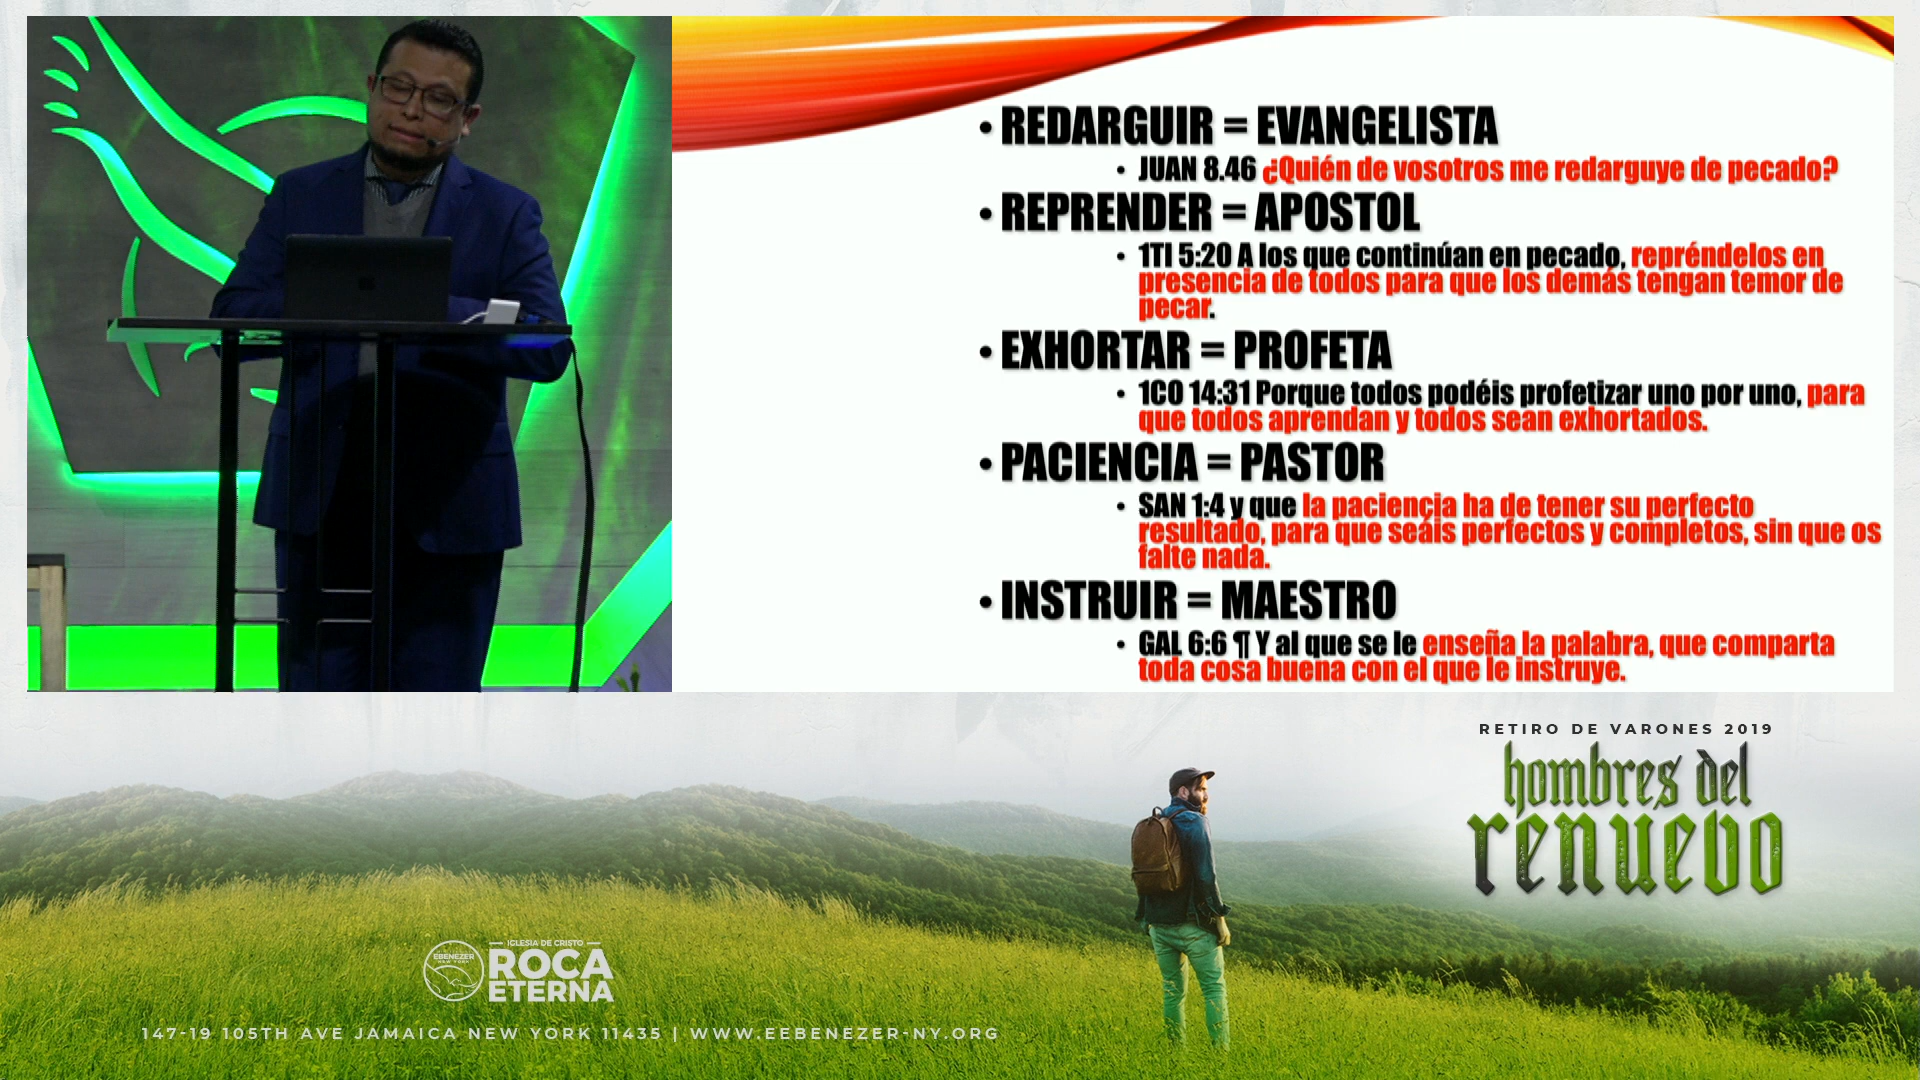 • REDARGUIR = EVANGELISTA
• JUAN 8.46 ¿Quién de vosotros me redarguye de pecado?
• REPRENDER = APOSTOL
• 1TI 5:20 A los que continúan en pecado, repréndelos en
presencia de todos para que los demás tengan temor de
pecar.
• EXHORTAR = PROFETA
• 1CO 14:31 Porque todos podéis profetizar uno por uno, para
que todos aprendan y todos sean exhortados.
• PACIENCIA = PASTOR
• SAN 1:4 y que la paciencia ha de tener su perfecto
resultado, para que seáis perfectos y completos, sin que os
falte nada.
• INSTRUIR = MAESTRO
• GAL 6:6 ¶ Y al que se le enseña la palabra, que comparta
toda cosa buena con el que le instruye.
RETIRO DE VARONES 2019
hombres del
renuevo
IGLESIA DE CRISTO
EBENEZER
NEW YORK
ROCA
ETERNA
147-19 105TH AVE JAMAICA NEW YORK 11435 | WWW.EEBENEZER-NY.ORG